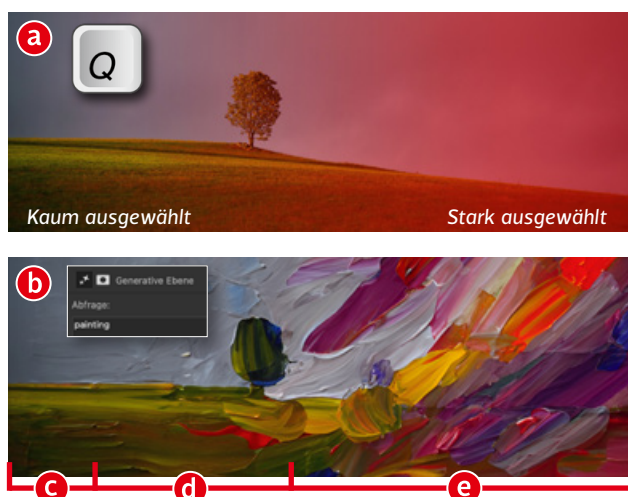 a
Q
Kaum ausgewählt
Stark ausgewählt
b
Generative Ebene
Abfrage:
painting
c
d
e